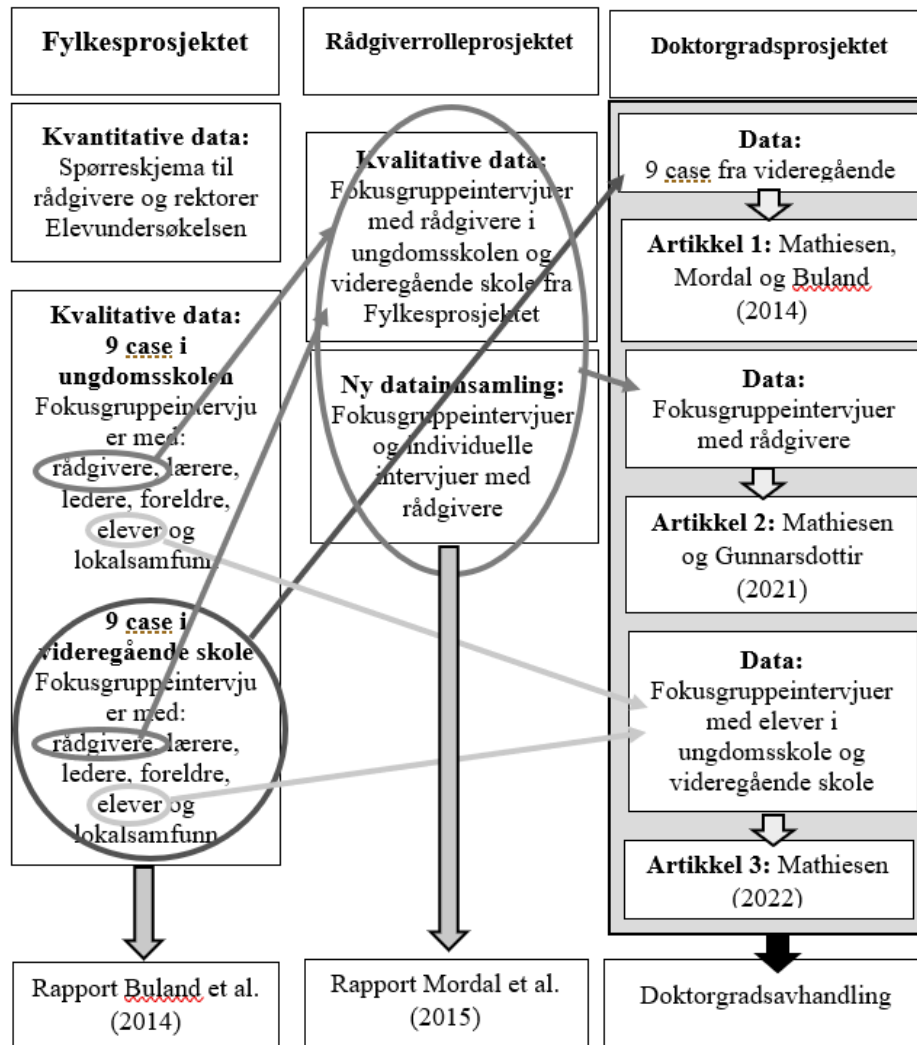 Fylkesprosjektet
Kvantitative data:
Spørreskjema til
rådgivere og rektorer
Elevundersøkelsen
Kvalitative data:
9 case i
ungdomsskolen
Fokusgruppeintervju
er med:
rådgivere, lærere,
ledere, foreldre,
elever og
lokalsamfunn
9 case i
videregående skole
Fokusgruppeintervju
er med:
rådgivere, lærere,
ledere, foreldre,
elever og
lokalsamfunn
Rapport Buland et al.
(2014)
Rådgiverrolleprosjektet
Kvalitative data:
Fokusgruppeintervjuer
med rådgivere i
ungdomsskolen og
videregående skole fra
Fylkesprosjektet
Ny datainnsamling:
Fokusgruppeintervjuer
og individuelle
intervjuer med
rådgivere
Rapport Mordal et al.
(2015)
Doktorgradsprosjektet
Data:
9 case fra videregående
Artikkel 1: Mathiesen,
Mordal og Buland
(2014)
Data:
Fokusgruppeintervjuer
med rådgivere
Artikkel 2: Mathiesen
og Gunnarsdottir
(2021)
Data:
Fokusgruppeintervjuer
med elever i
ungdomsskole og
videregående skole
Artikkel 3: Mathiesen
(2022)
Doktorgradsavhandling